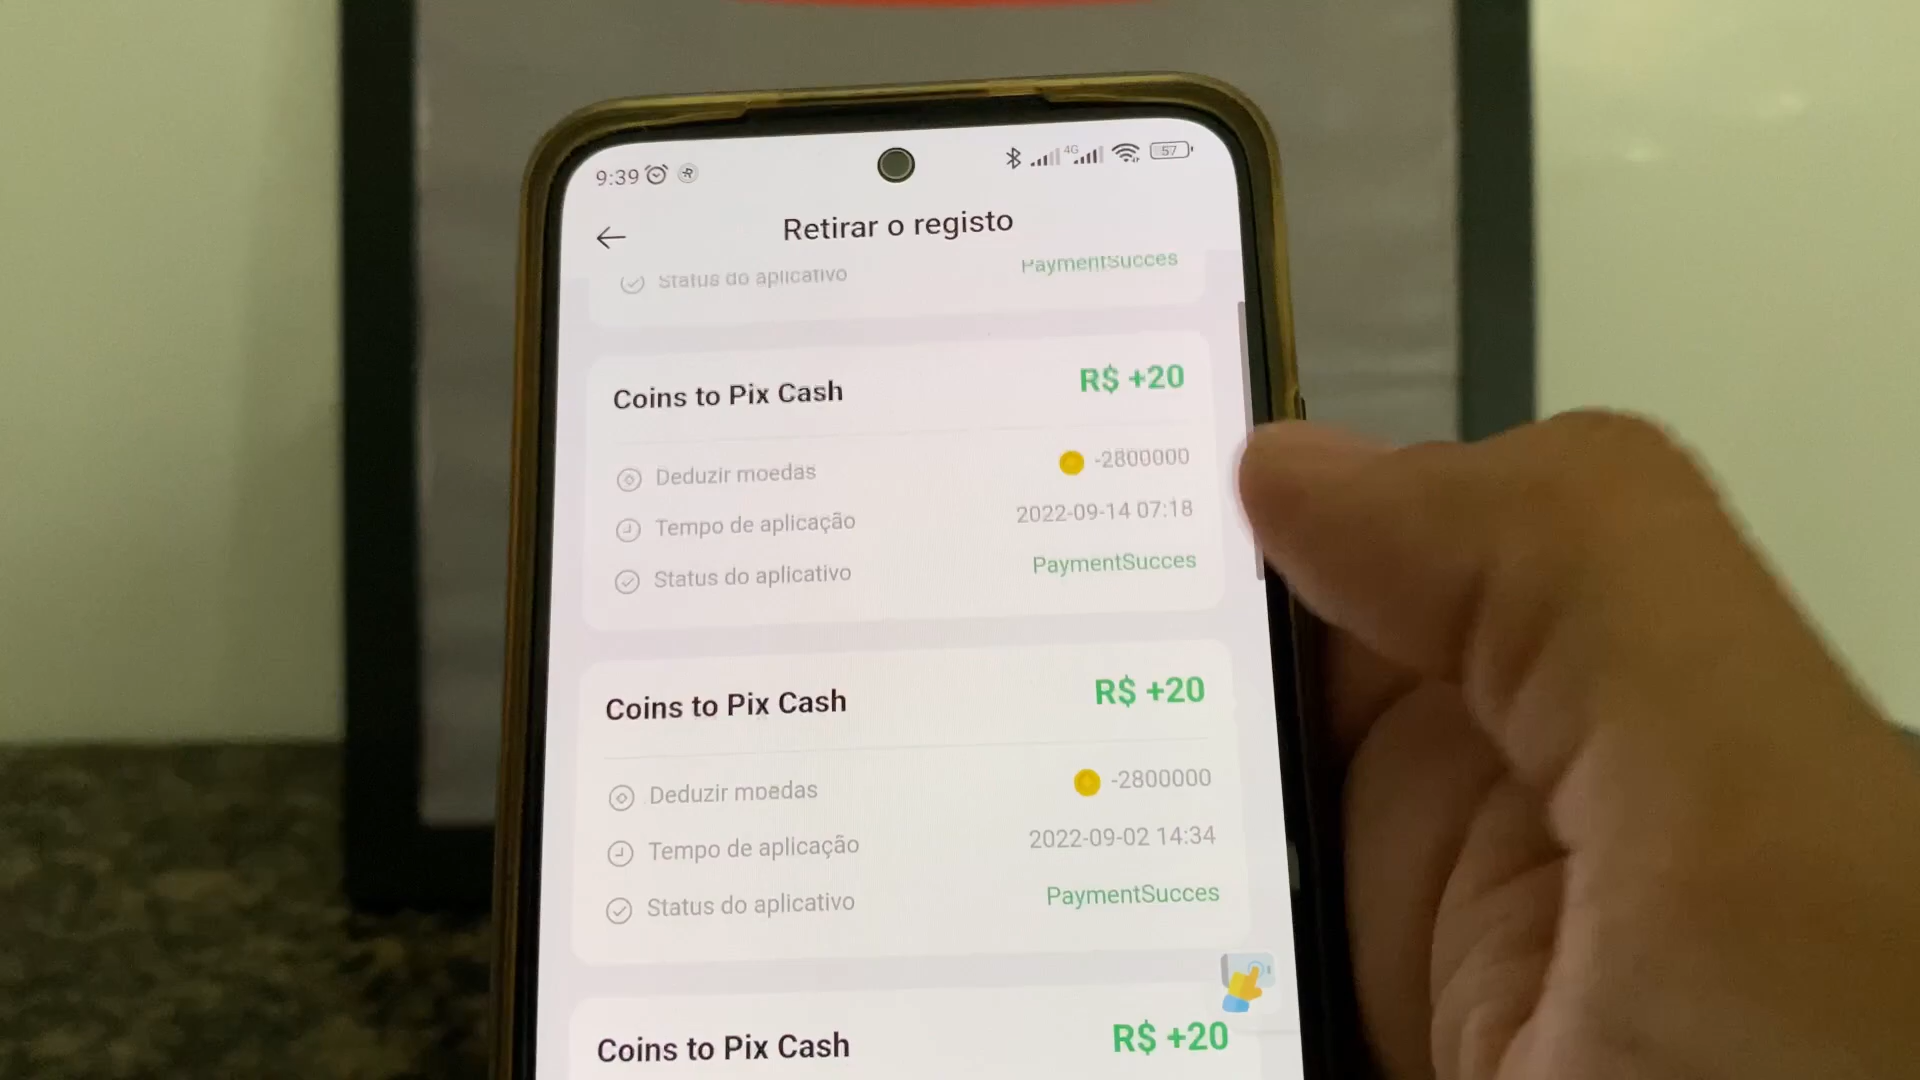 9:39
4G
57
Retirar o registo
Status do aplicativo PaymentSucces
Coins to Pix Cash R$ +20
Deduzir moedas -2800000
Tempo de aplicação 2022-09-14 07:18
Status do aplicativo PaymentSucces
Coins to Pix Cash R$ +20
Deduzir moedas -2800000
Tempo de aplicação 2022-09-02 14:34
Status do aplicativo PaymentSucces
Coins to Pix Cash R$ +20